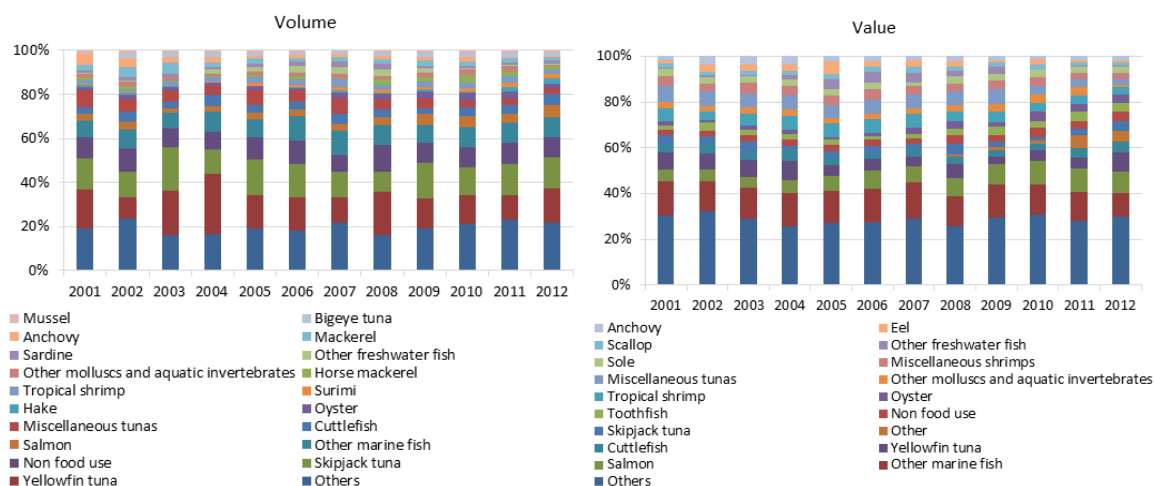 Volume
100%
80%
60%
40%
20%
0%
2001 2002 2003 2004 2005 2006 2007 2008 2009 2010 2011 2012
Mussel Bigeye tuna
Anchovy Mackerel
Sardine Other freshwater fish
Other molluscs and aquatic invertebrates Horse mackerel
Tropical shrimp Surimi
Hake Oyster
Miscellaneous tunas Cuttlefish
Salmon Other marine fish
Non food use Skipjack tuna
Yellowfin tuna Others
Value
100%
80%
60%
40%
20%
0%
2001 2002 2003 2004 2005 2006 2007 2008 2009 2010 2011 2012
Anchovy Eel
Scallop Other freshwater fish
Sole Miscellaneous shrimps
Miscellaneous tunas Other molluscs and aquatic invertebrates
Tropical shrimp Oyster
Toothfish Non food use
Skipjack tuna Other
Cuttlefish Yellowfin tuna
Salmon Other marine fish
Others